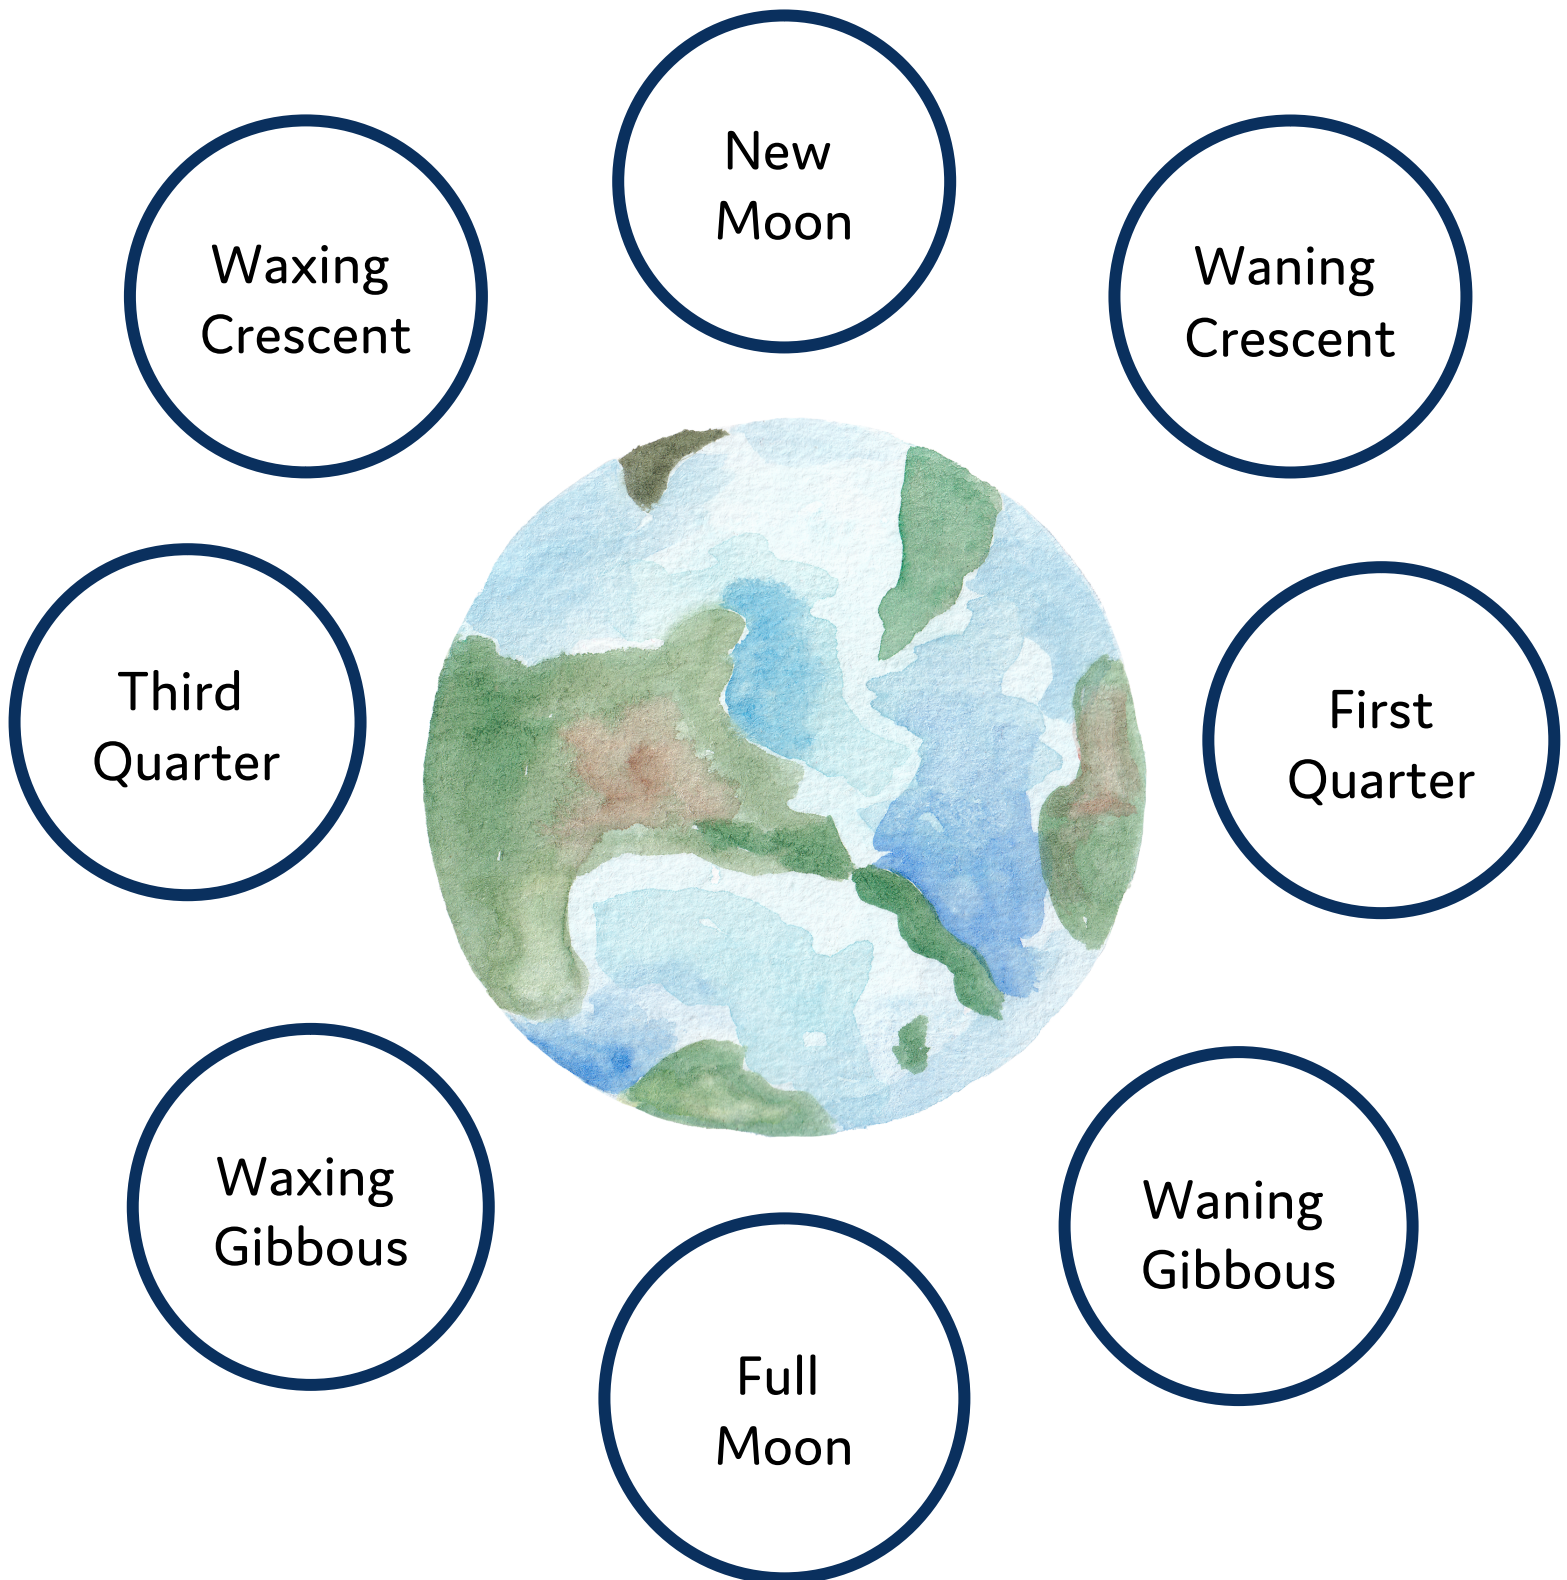 New
Moon
Waxing
Crescent
Waning
Crescent
Third
Quarter
First
Quarter
Waxing
Gibbous
Waning
Gibbous
Full
Moon